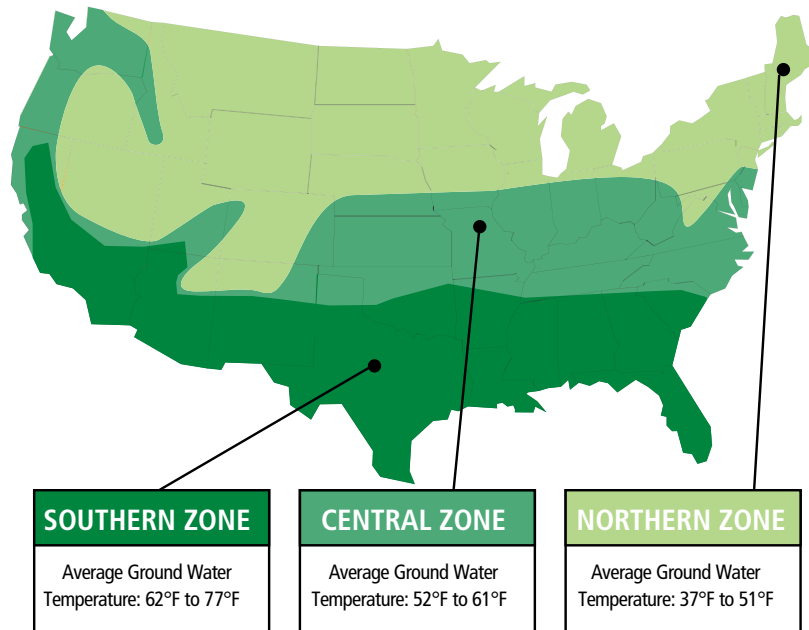 SOUTHERN ZONE
Average Ground Water
Temperature: 62°F to 77°F
CENTRAL ZONE
Average Ground Water
Temperature: 52°F to 61°F
NORTHERN ZONE
Average Ground Water
Temperature: 37°F to 51°F